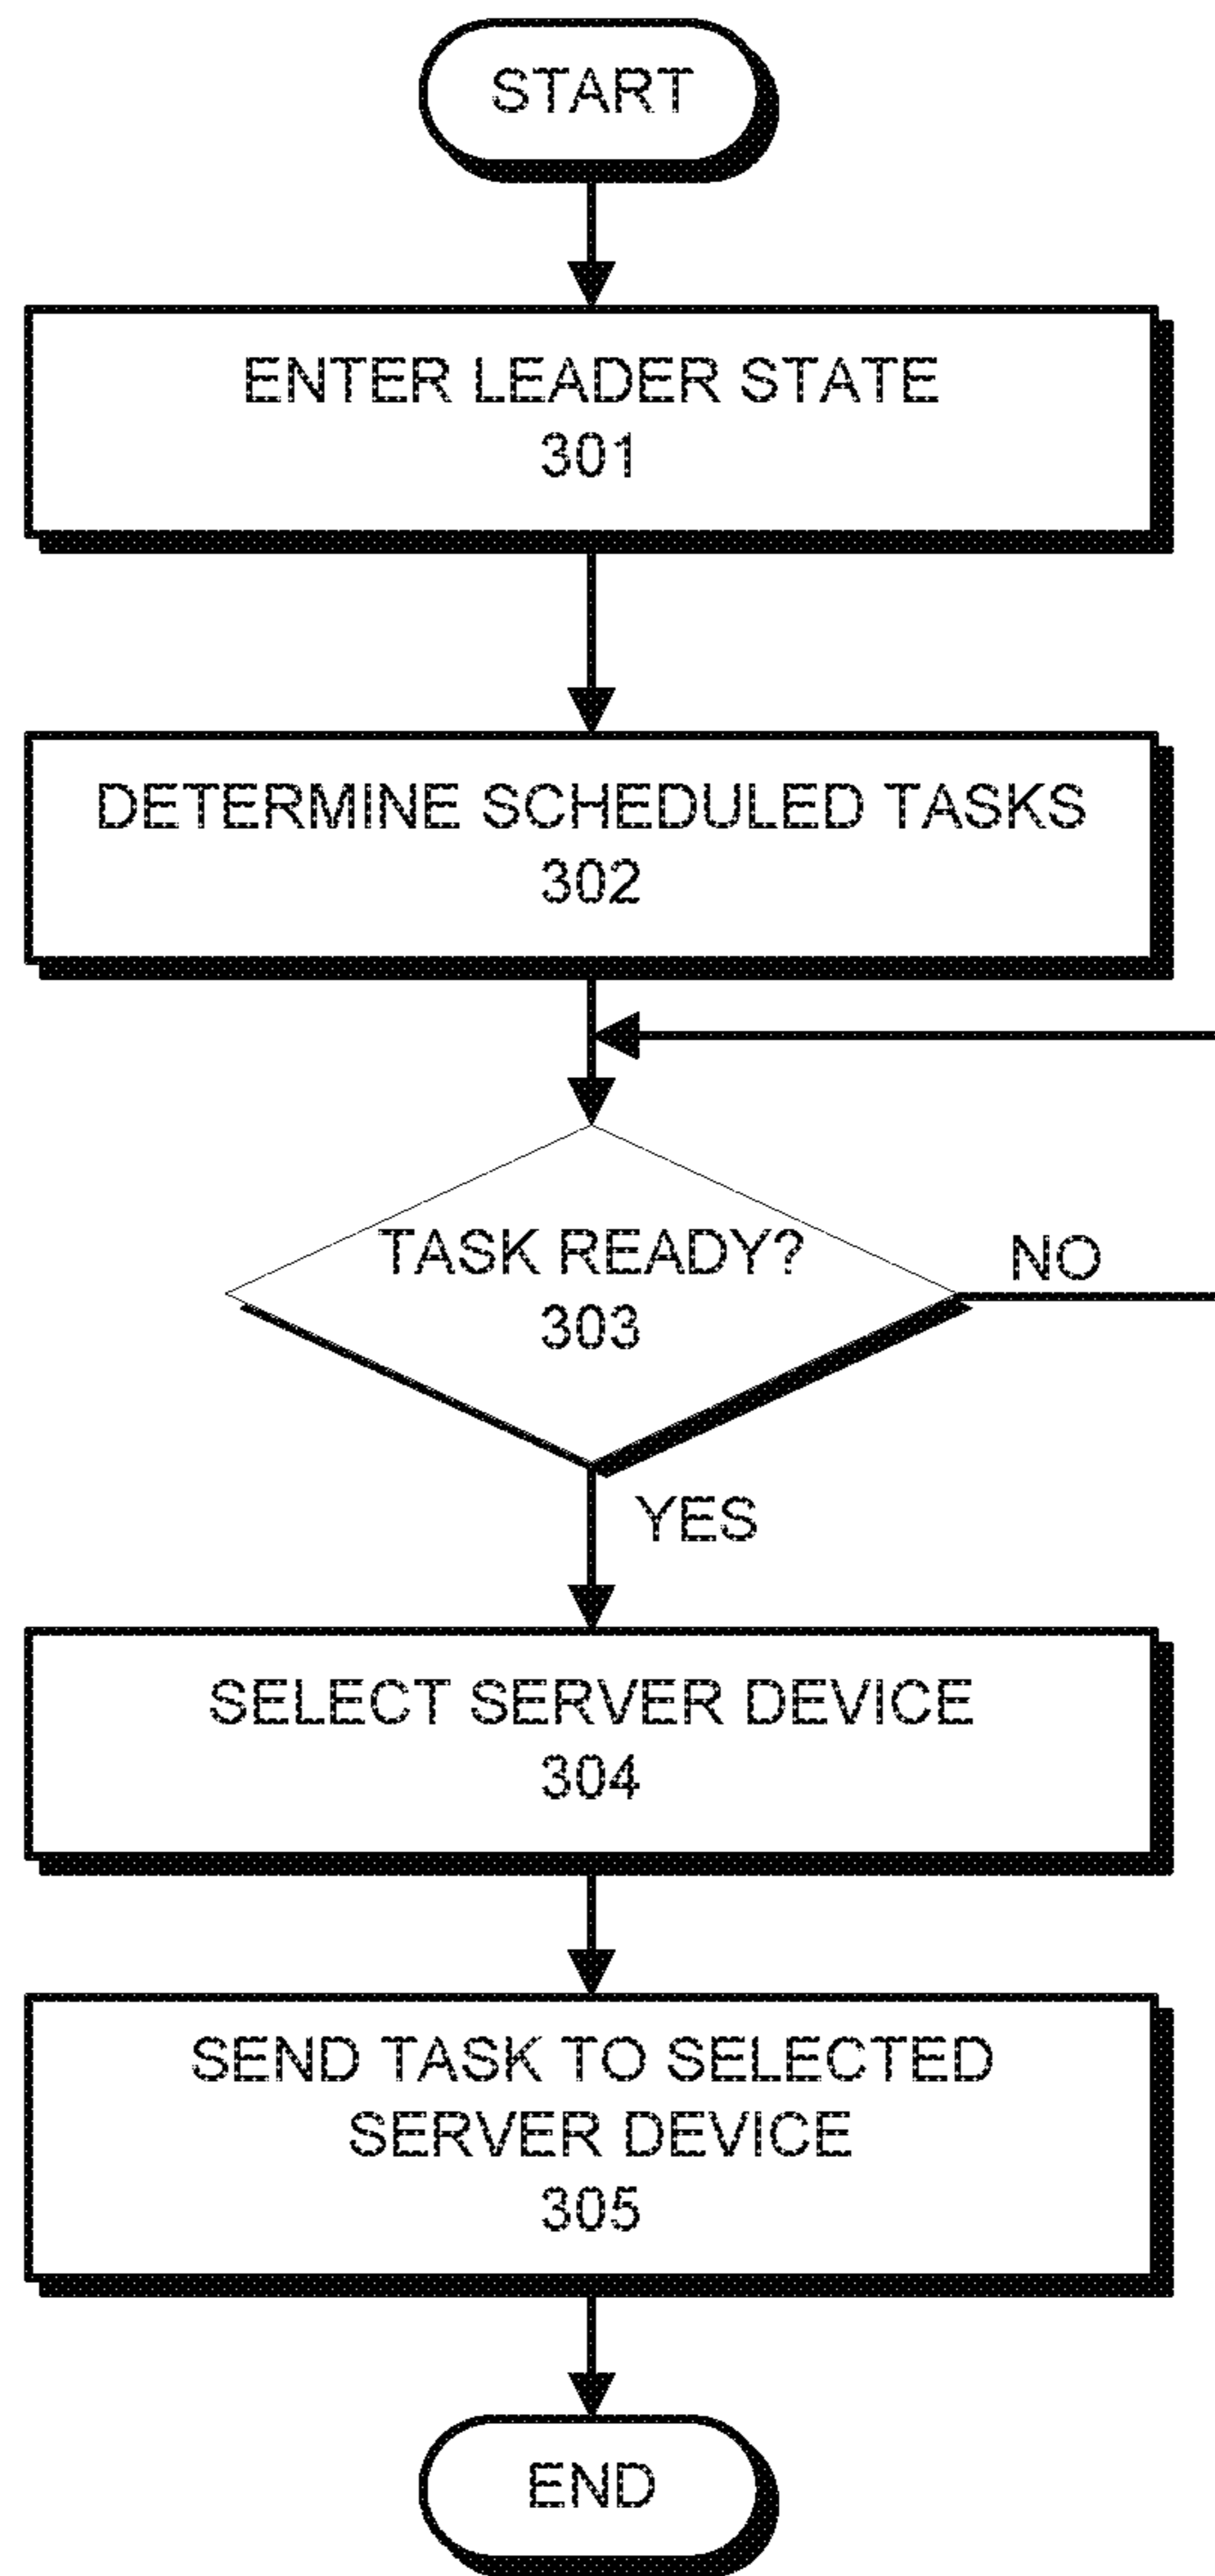 START
ENTER LEADER STATE
301
DETERMINE SCHEDULED TASKS
302
TASK READY?
303
NO
YES
SELECT SERVER DEVICE
304
SEND TASK TO SELECTED
SERVER DEVICE
305
END